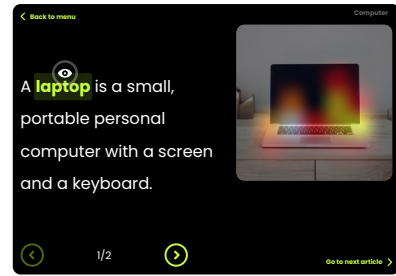 Back to menu
Computer
A laptop is a small,
portable personal
computer with a screen
and a keyboard.
1/2
Go to next article